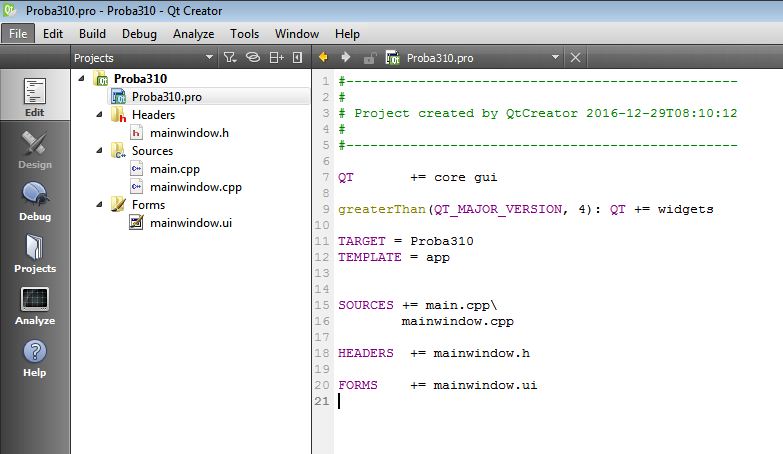 Proba310.pro - Proba310 - Qt Creator
File Edit Build Debug Analyze Tools Window Help
Projects
Proba310.pro
Edit
Design
Debug
Projects
Analyze
Help
Proba310
Proba310.pro
Headers
mainwindow.h
Sources
main.cpp
mainwindow.cpp
Forms
mainwindow.ui
1 #-------------------------------------------------
2 #
3 # Project created by QtCreator 2016-12-29T08:10:12
4 #
5 #-------------------------------------------------
6
7 QT       += core gui
8
9 greaterThan(QT_MAJOR_VERSION, 4): QT += widgets
10
11 TARGET = Proba310
12 TEMPLATE = app
13
14
15 SOURCES += main.cpp\
16         mainwindow.cpp
17
18 HEADERS  += mainwindow.h
19
20 FORMS    += mainwindow.ui
21